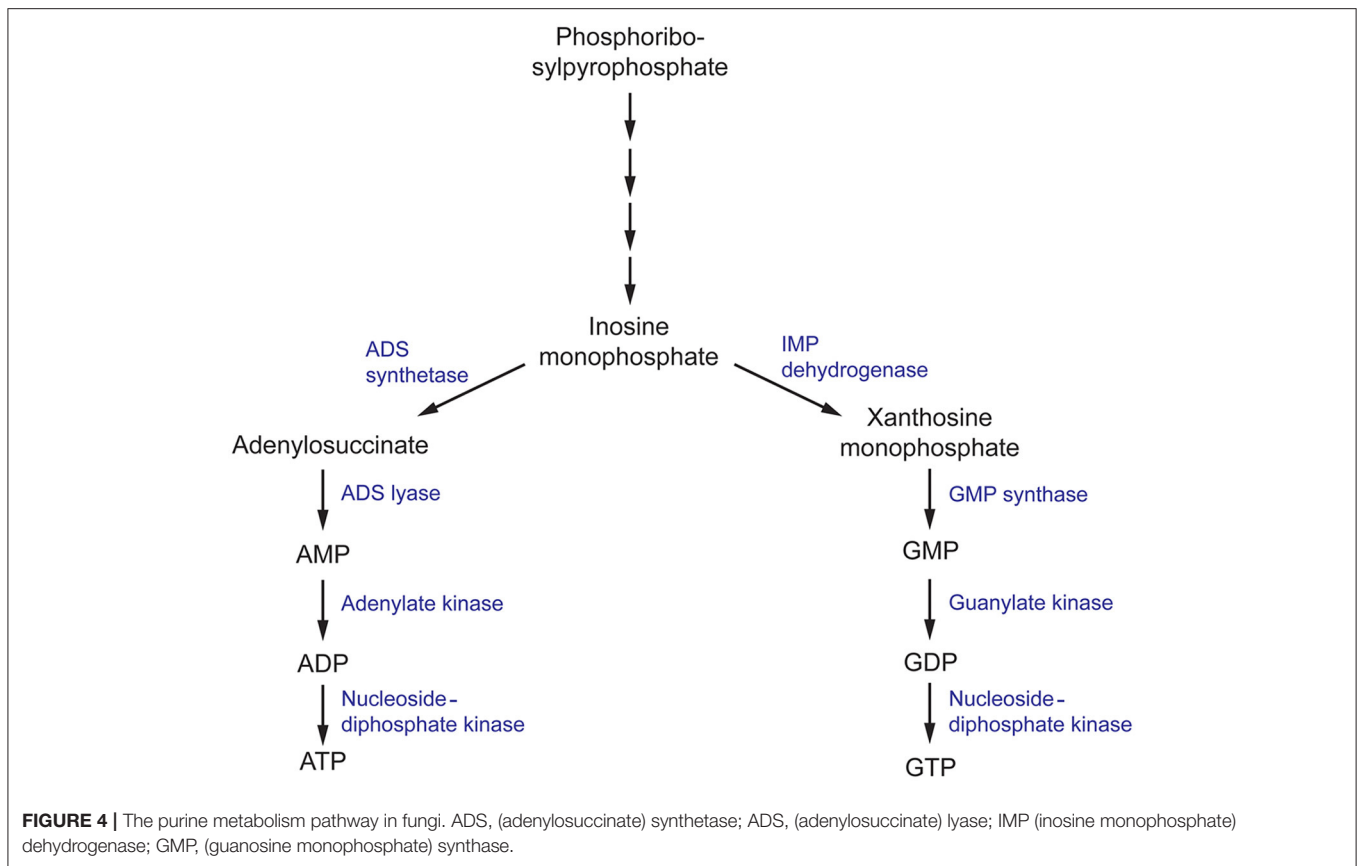 Phosphoribo-
sylpyrophosphate
Inosine
monophosphate
ADS
synthetase
IMP
dehydrogenase
Adenylosuccinate
Xanthosine
monophosphate
ADS lyase
GMP synthase
AMP
GMP
Adenylate kinase
Guanylate kinase
ADP
GDP
Nucleoside-
diphosphate kinase
Nucleoside-
diphosphate kinase
ATP
GTP
FIGURE 4 | The purine metabolism pathway in fungi. ADS, (adenylosuccinate) synthetase; ADS, (adenylosuccinate) lyase; IMP (inosine monophosphate)
dehydrogenase; GMP, (guanosine monophosphate) synthase.